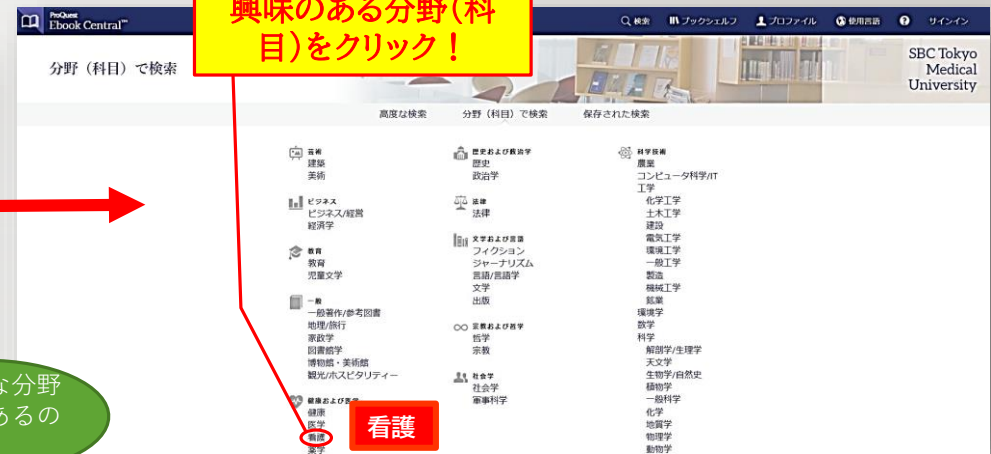 ProQuest
Ebook Central™
興味のある分野(科
目)をクリック！
検索
ブックシェルフ
プロファイル
使用言語
サインイン
分野（科目）で検索
SBC Tokyo
Medical
University
高度な検索
分野（科目）で検索
保存された検索
芸術
建築
美術
ビジネス
ビジネス/経営
経済学
教育
教育
児童文学
一般
一般著作/参考図書
地理/旅行
家政学
図書館学
博物館・美術館
観光/ホスピタリティー
健康および医学
健康
医学
看護
薬学
歴史および政治学
歴史
政治学
法律
法律
文学および言語
フィクション
ジャーナリズム
言語/言語学
文学
出版
宗教および哲学
哲学
宗教
社会学
社会学
軍事科学
科学技術
農業
コンピュータ科学/IT
工学
化学工学
土木工学
建設
電気工学
環境工学
一般工学
製造
機械工学
鉱業
環境学
数学
科学
解剖学/生理学
天文学
生物学/自然史
植物学
一般科学
化学
地質学
物理学
動物学
看護
な分野
あるの